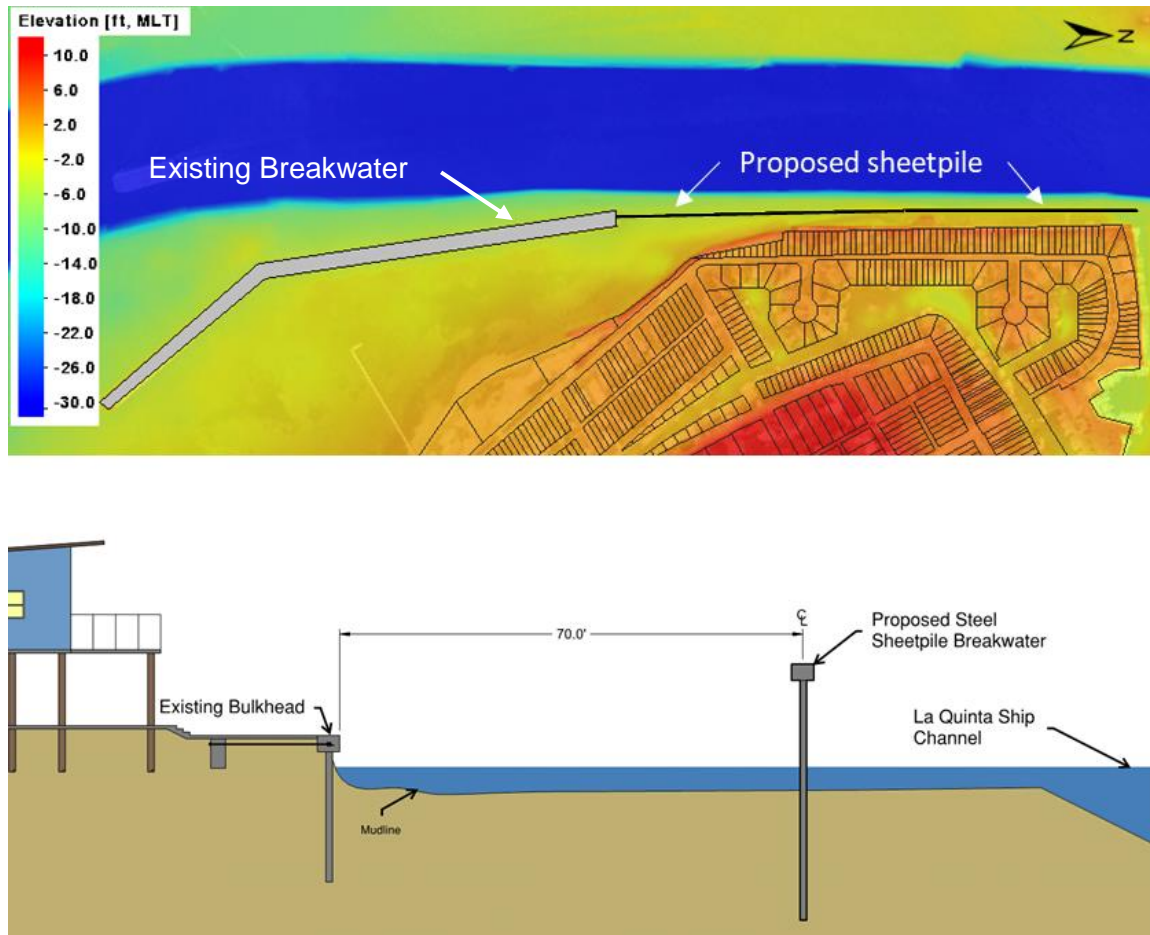 Elevation [ft, MLT]
10.0
6.0
2.0
-2.0
-6.0
-10.0
-14.0
-18.0
-22.0
-26.0
-30.0
N
Existing Breakwater
Proposed sheetpile
70.0'
℄
Proposed Steel
Sheetpile Breakwater
Existing Bulkhead
La Quinta Ship
Channel
Mudline